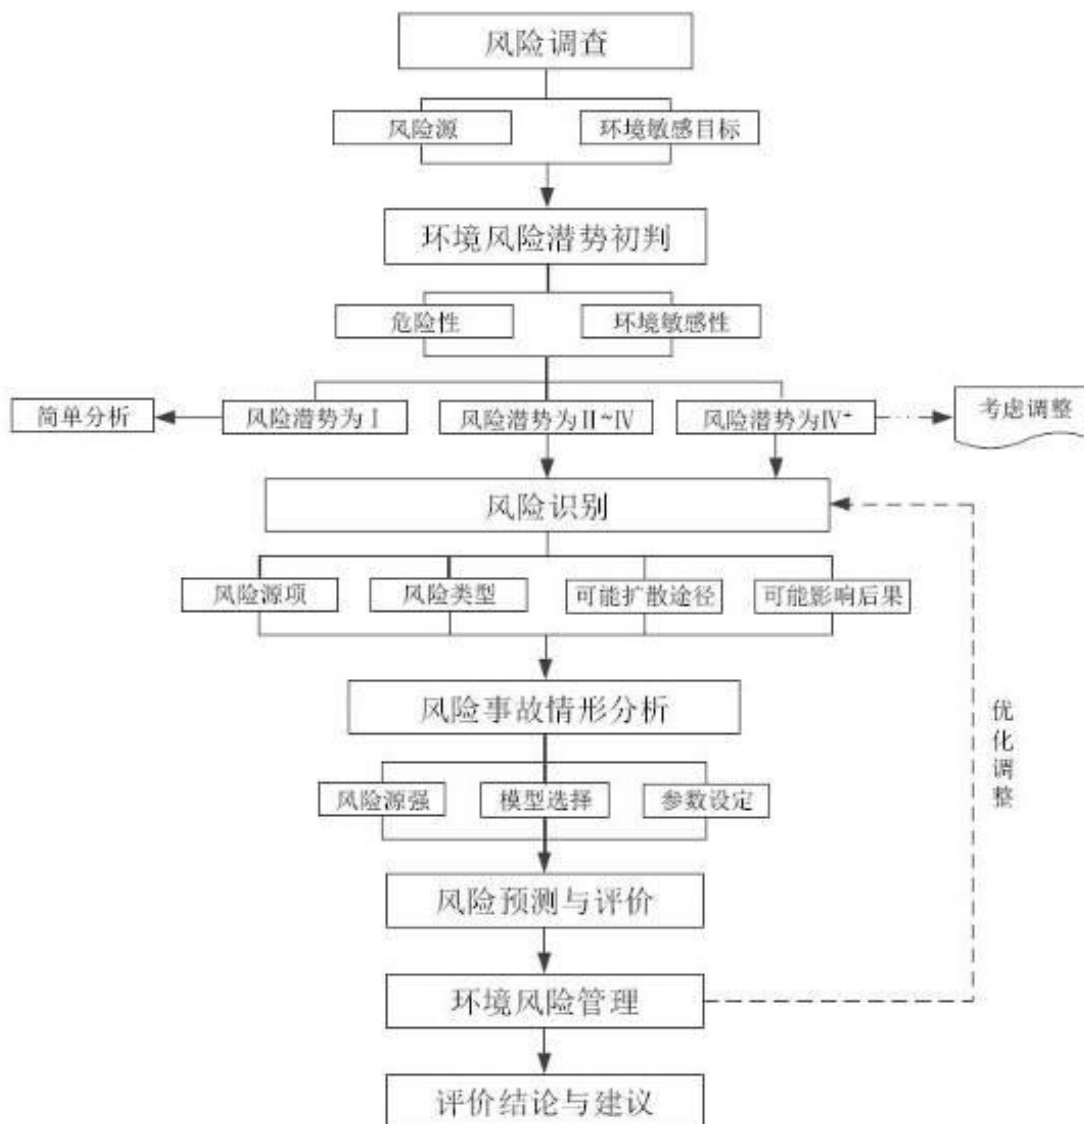 风险调查
风险源
环境敏感目标
环境风险潜势初判
危险性
环境敏感性
简单分析
风险潜势为Ⅰ
风险潜势为Ⅱ~Ⅳ
风险潜势为Ⅳ⁺
考虑调整
风险识别
风险源项
风险类型
可能扩散途径
可能影响后果
风险事故情形分析
优化调整
风险源强
模型选择
参数设定
风险预测与评价
环境风险管理
评价结论与建议